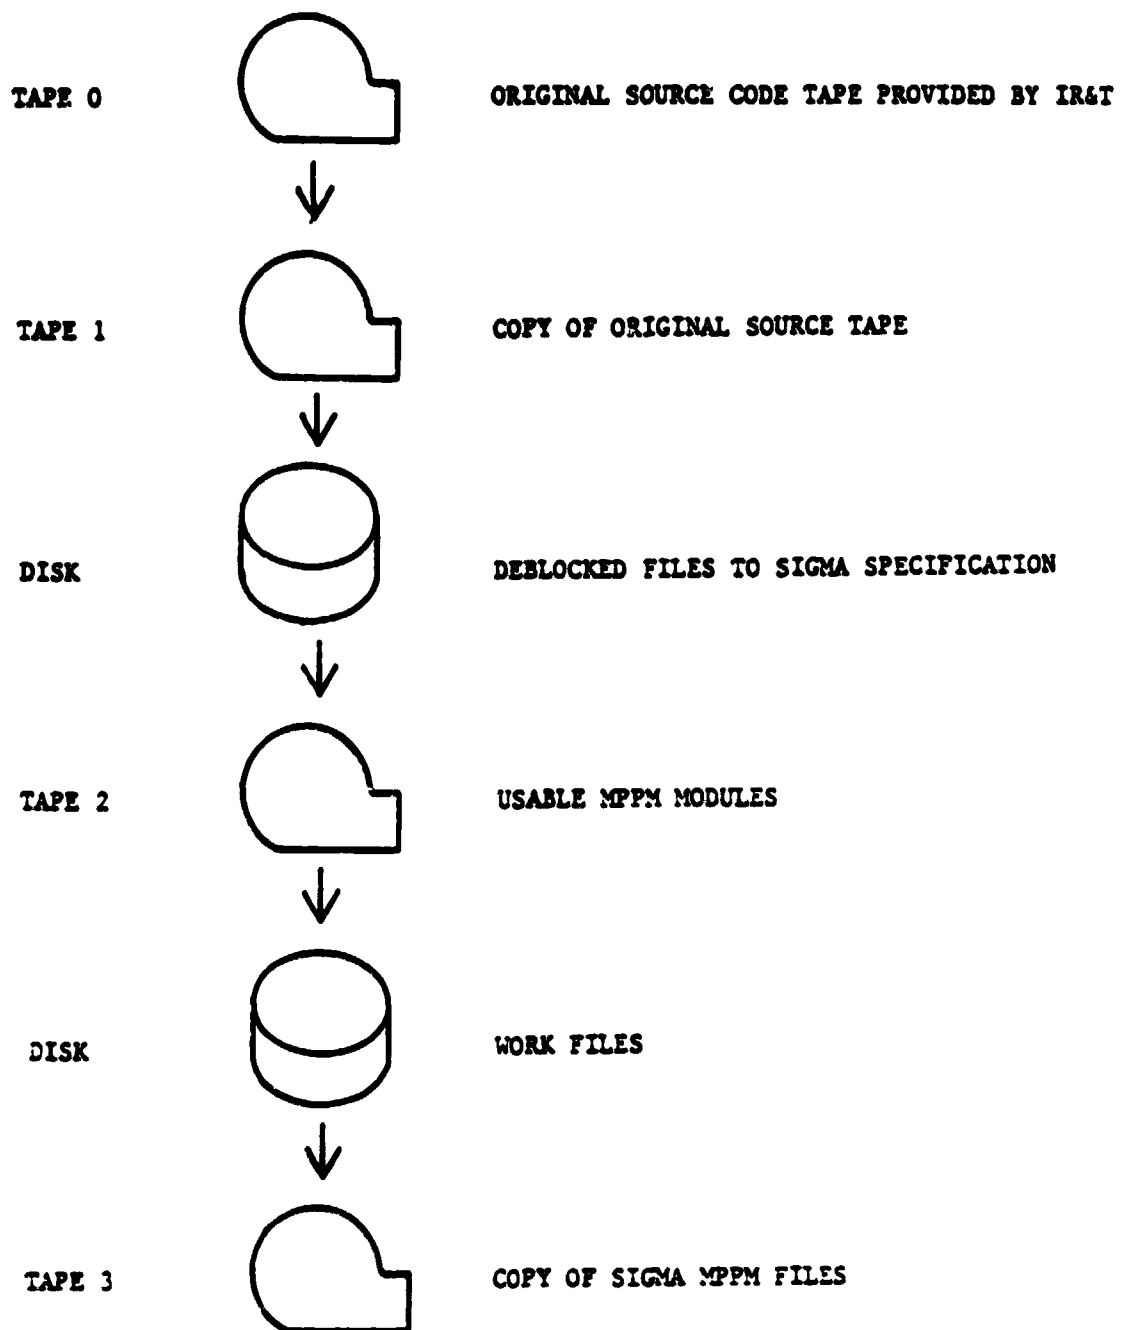 TAPE 0
ORIGINAL SOURCE CODE TAPE PROVIDED BY IR&T
TAPE 1
COPY OF ORIGINAL SOURCE TAPE
DISK
DEBLOCKED FILES TO SIGMA SPECIFICATION
TAPE 2
USABLE MPPM MODULES
DISK
WORK FILES
TAPE 3
COPY OF SIGMA MPPM FILES